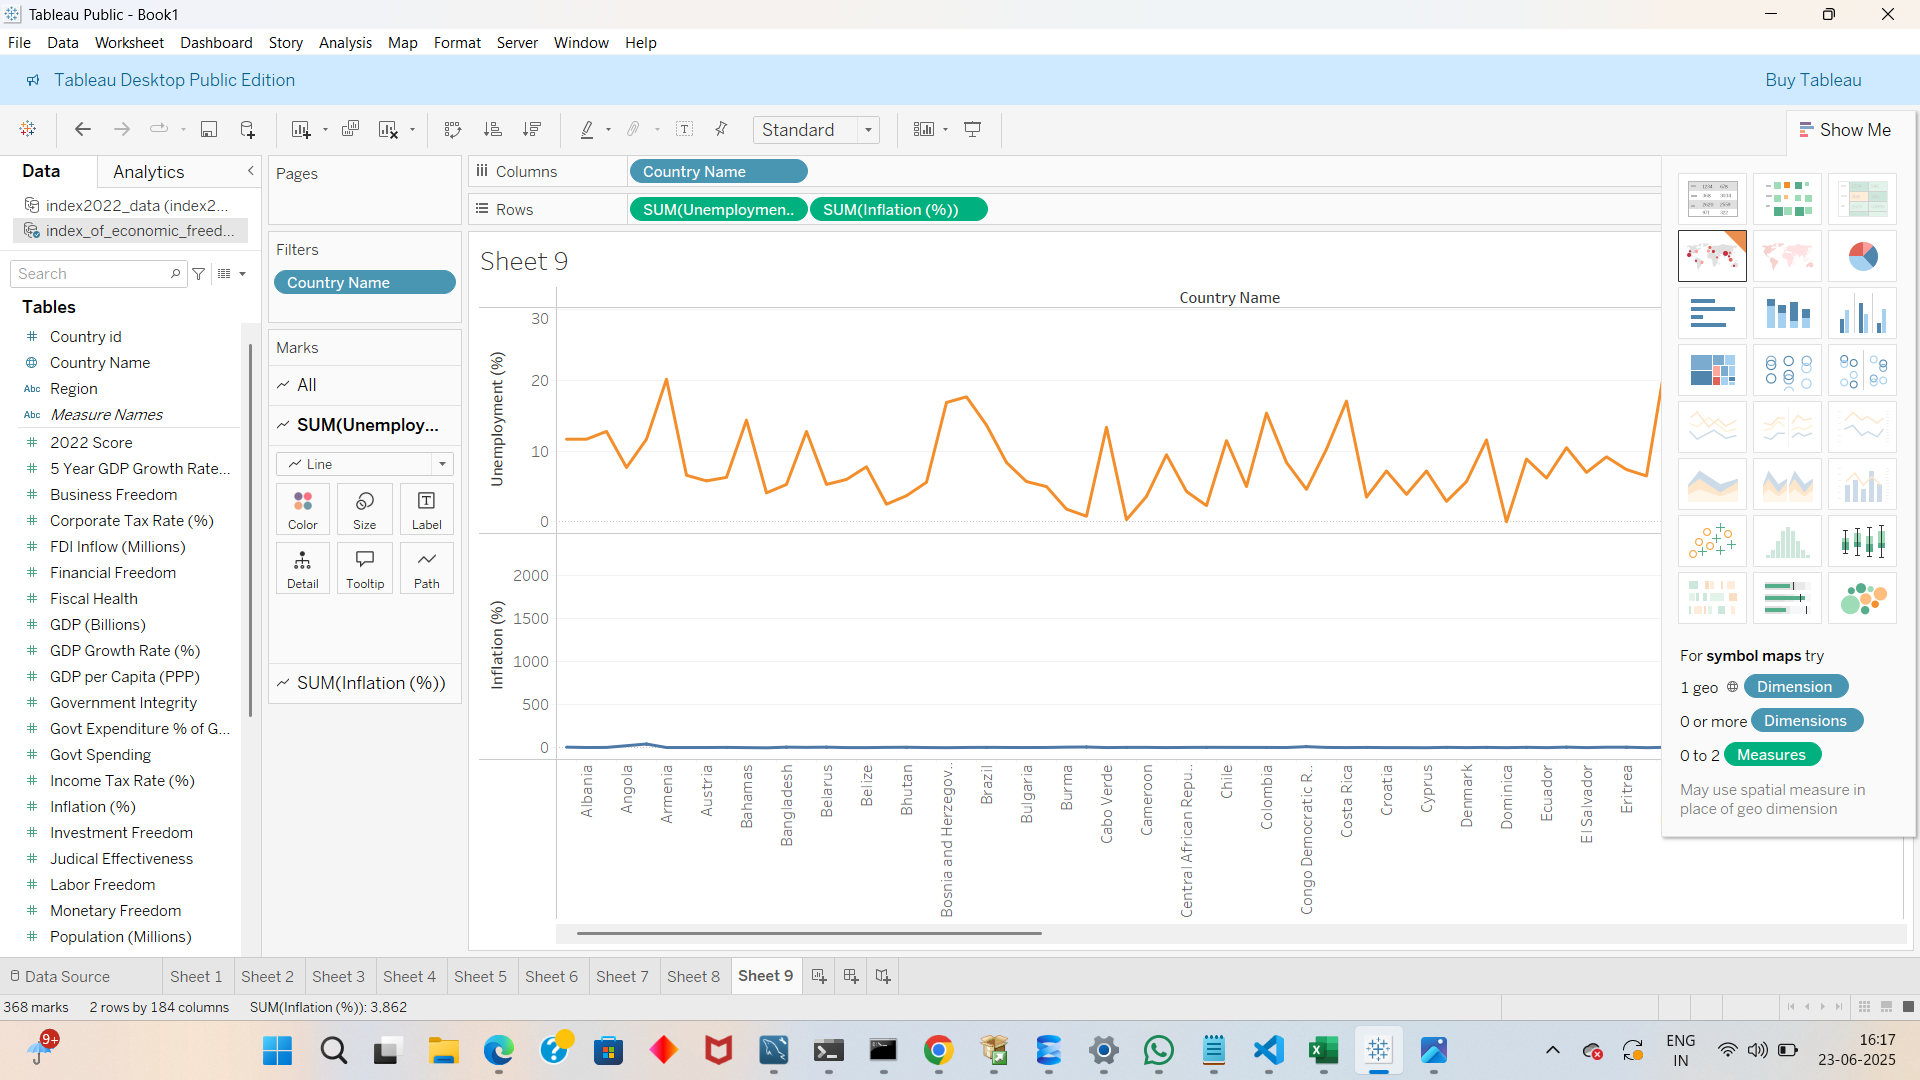 Tableau Public - Book1
File Data Worksheet Dashboard Story Analysis Map Format Server Window Help
Tableau Desktop Public Edition
Buy Tableau
Standard
Show Me
Data
Analytics
index2022_data (index2...
index_of_economic_freed...
Search
Tables
Country id
Country Name
Abc Region
Abc Measure Names
2022 Score
5 Year GDP Growth Rate...
Business Freedom
Corporate Tax Rate (%)
FDI Inflow (Millions)
Financial Freedom
Fiscal Health
GDP (Billions)
GDP Growth Rate (%)
GDP per Capita (PPP)
Government Integrity
Govt Expenditure % of G...
Govt Spending
Income Tax Rate (%)
Inflation (%)
Investment Freedom
Judical Effectiveness
Labor Freedom
Monetary Freedom
Population (Millions)
Pages
Filters
Country Name
Marks
All
SUM(Unemploy...
Line
Color
Size
Label
Detail
Tooltip
Path
SUM(Inflation (%))
Columns
Country Name
Rows
SUM(Unemploymen..
SUM(Inflation (%))
Sheet 9
Country Name
Unemployment (%)
30
20
10
0
Inflation (%)
2000
1500
1000
500
0
Albania
Angola
Armenia
Austria
Bahamas
Bangladesh
Belarus
Belize
Bhutan
Bosnia and Herzegov..
Brazil
Bulgaria
Burma
Cabo Verde
Cameroon
Central African Repu..
Chile
Colombia
Congo Democratic R..
Costa Rica
Croatia
Cyprus
Denmark
Dominica
Ecuador
El Salvador
Eritrea
For symbol maps try
1 geo Dimension
0 or more Dimensions
0 to 2 Measures
May use spatial measure in
place of geo dimension
Data Source
Sheet 1
Sheet 2
Sheet 3
Sheet 4
Sheet 5
Sheet 6
Sheet 7
Sheet 8
Sheet 9
368 marks
2 rows by 184 columns
SUM(Inflation (%)): 3.862
9+
ENG
IN
16:17
23-06-2025